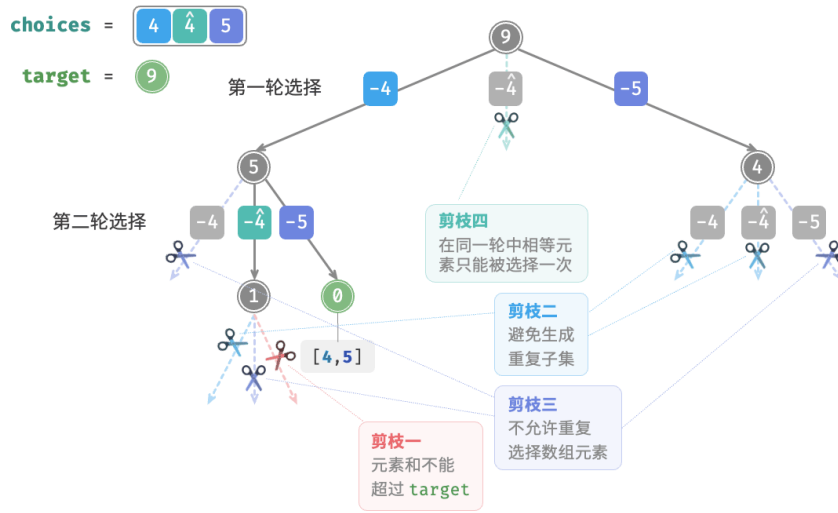 choices = 4 4̂ 5
target = 9
9
第一轮选择
-4
-4̂
-5
5
4
第二轮选择
-4
-4̂
-5
-4
-4̂
-5
剪枝四
在同一轮中相等元
素只能被选择一次
1
0
剪枝二
避免生成
重复子集
[4,5]
剪枝三
不允许重复
选择数组元素
剪枝一
元素和不能
超过 target